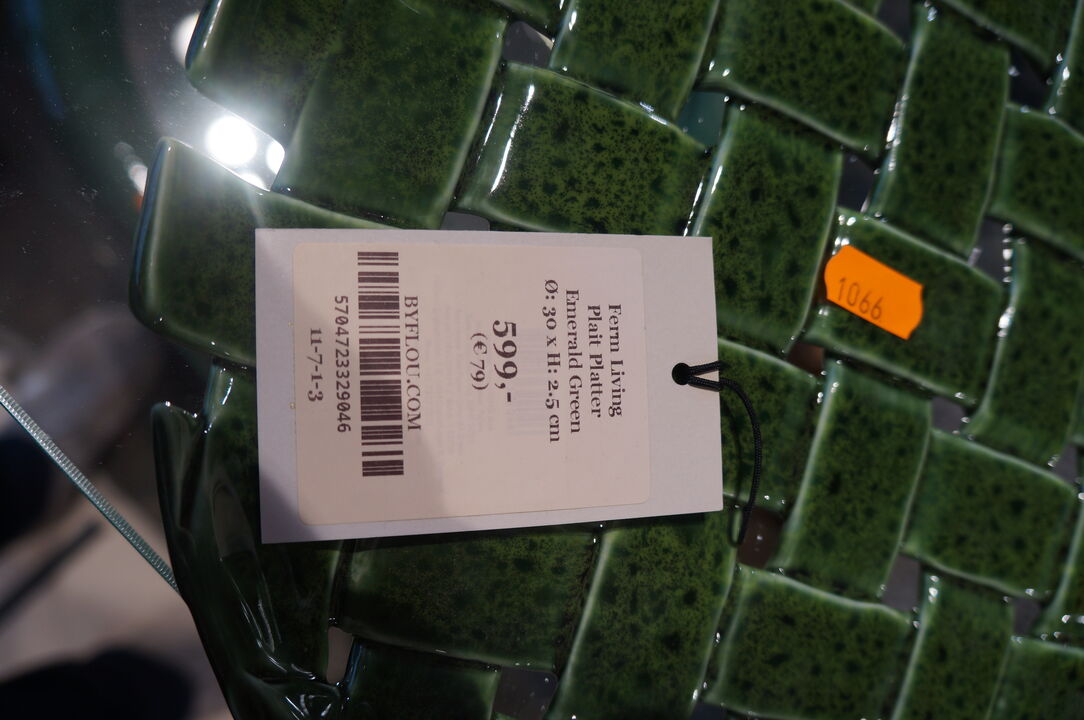 Ferm Living
Plait Platter
Emerald Green
Ø: 30 x H: 2.5 cm
599,-
(€ 79)
BYFLOU.COM
5704723329046
11-7-1-3
1066